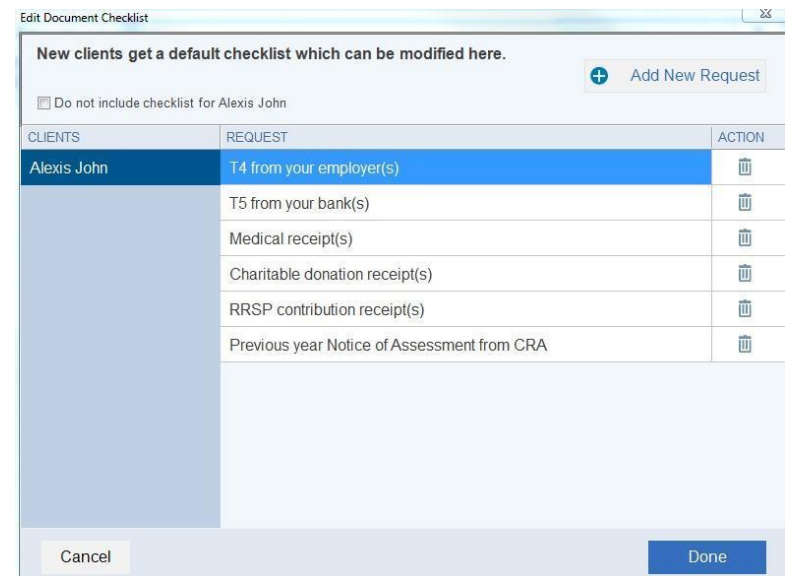 Edit Document Checklist
New clients get a default checklist which can be modified here.
Add New Request
Do not include checklist for Alexis John
CLIENTS REQUEST ACTION
Alexis John T4 from your employer(s)
T5 from your bank(s)
Medical receipt(s)
Charitable donation receipt(s)
RRSP contribution receipt(s)
Previous year Notice of Assessment from CRA
Cancel Done